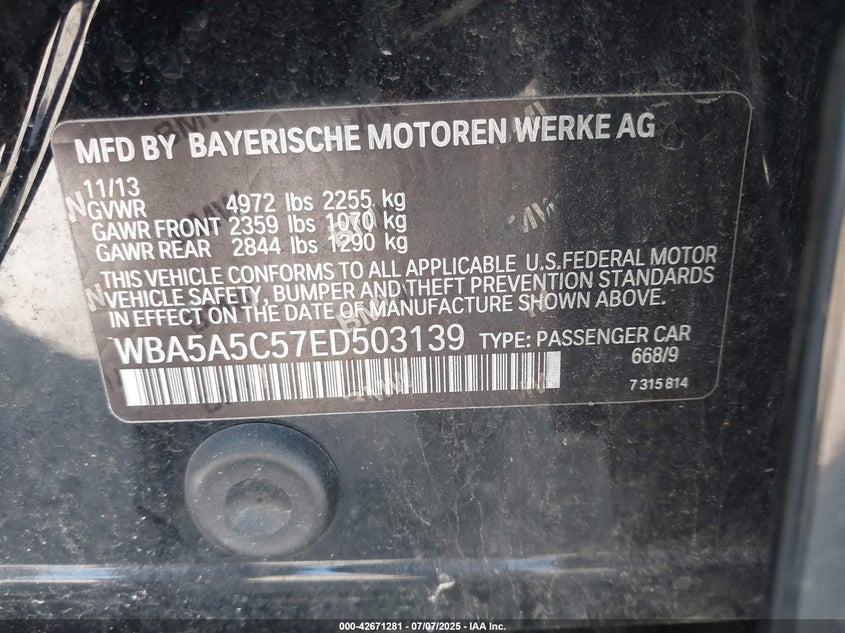 MFD BY BAYERISCHE MOTOREN WERKE AG
11/13
GVWR 4972 lbs 2255 kg
GAWR FRONT 2359 lbs 1070 kg
GAWR REAR 2844 lbs 1290 kg
THIS VEHICLE CONFORMS TO ALL APPLICABLE U.S.FEDERAL MOTOR
VEHICLE SAFETY, BUMPER AND THEFT PREVENTION STANDARDS
IN EFFECT ON THE DATE OF MANUFACTURE SHOWN ABOVE.
WBA5A5C57ED503139 TYPE: PASSENGER CAR
668/9
7 315 814
000-42671281 - 07/07/2025 - IAA Inc.